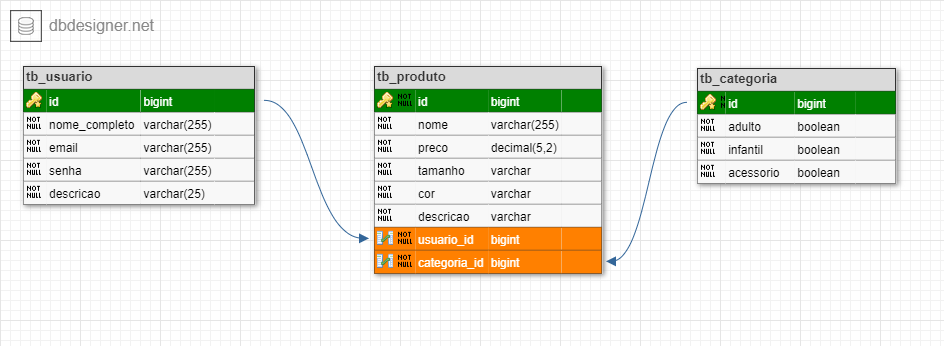 dbdesigner.net
tb_usuario
id bigint
NOT NULL nome_completo varchar(255)
NOT NULL email varchar(255)
NOT NULL senha varchar(255)
NOT NULL descricao varchar(25)
tb_produto
NOT NULL id bigint
NOT NULL nome varchar(255)
NOT NULL preco decimal(5,2)
NOT NULL tamanho varchar
NOT NULL cor varchar
NOT NULL descricao varchar
NOT NULL usuario_id bigint
NOT NULL categoria_id bigint
tb_categoria
id bigint
NOT NULL adulto boolean
NOT NULL infantil boolean
NOT NULL acessorio boolean